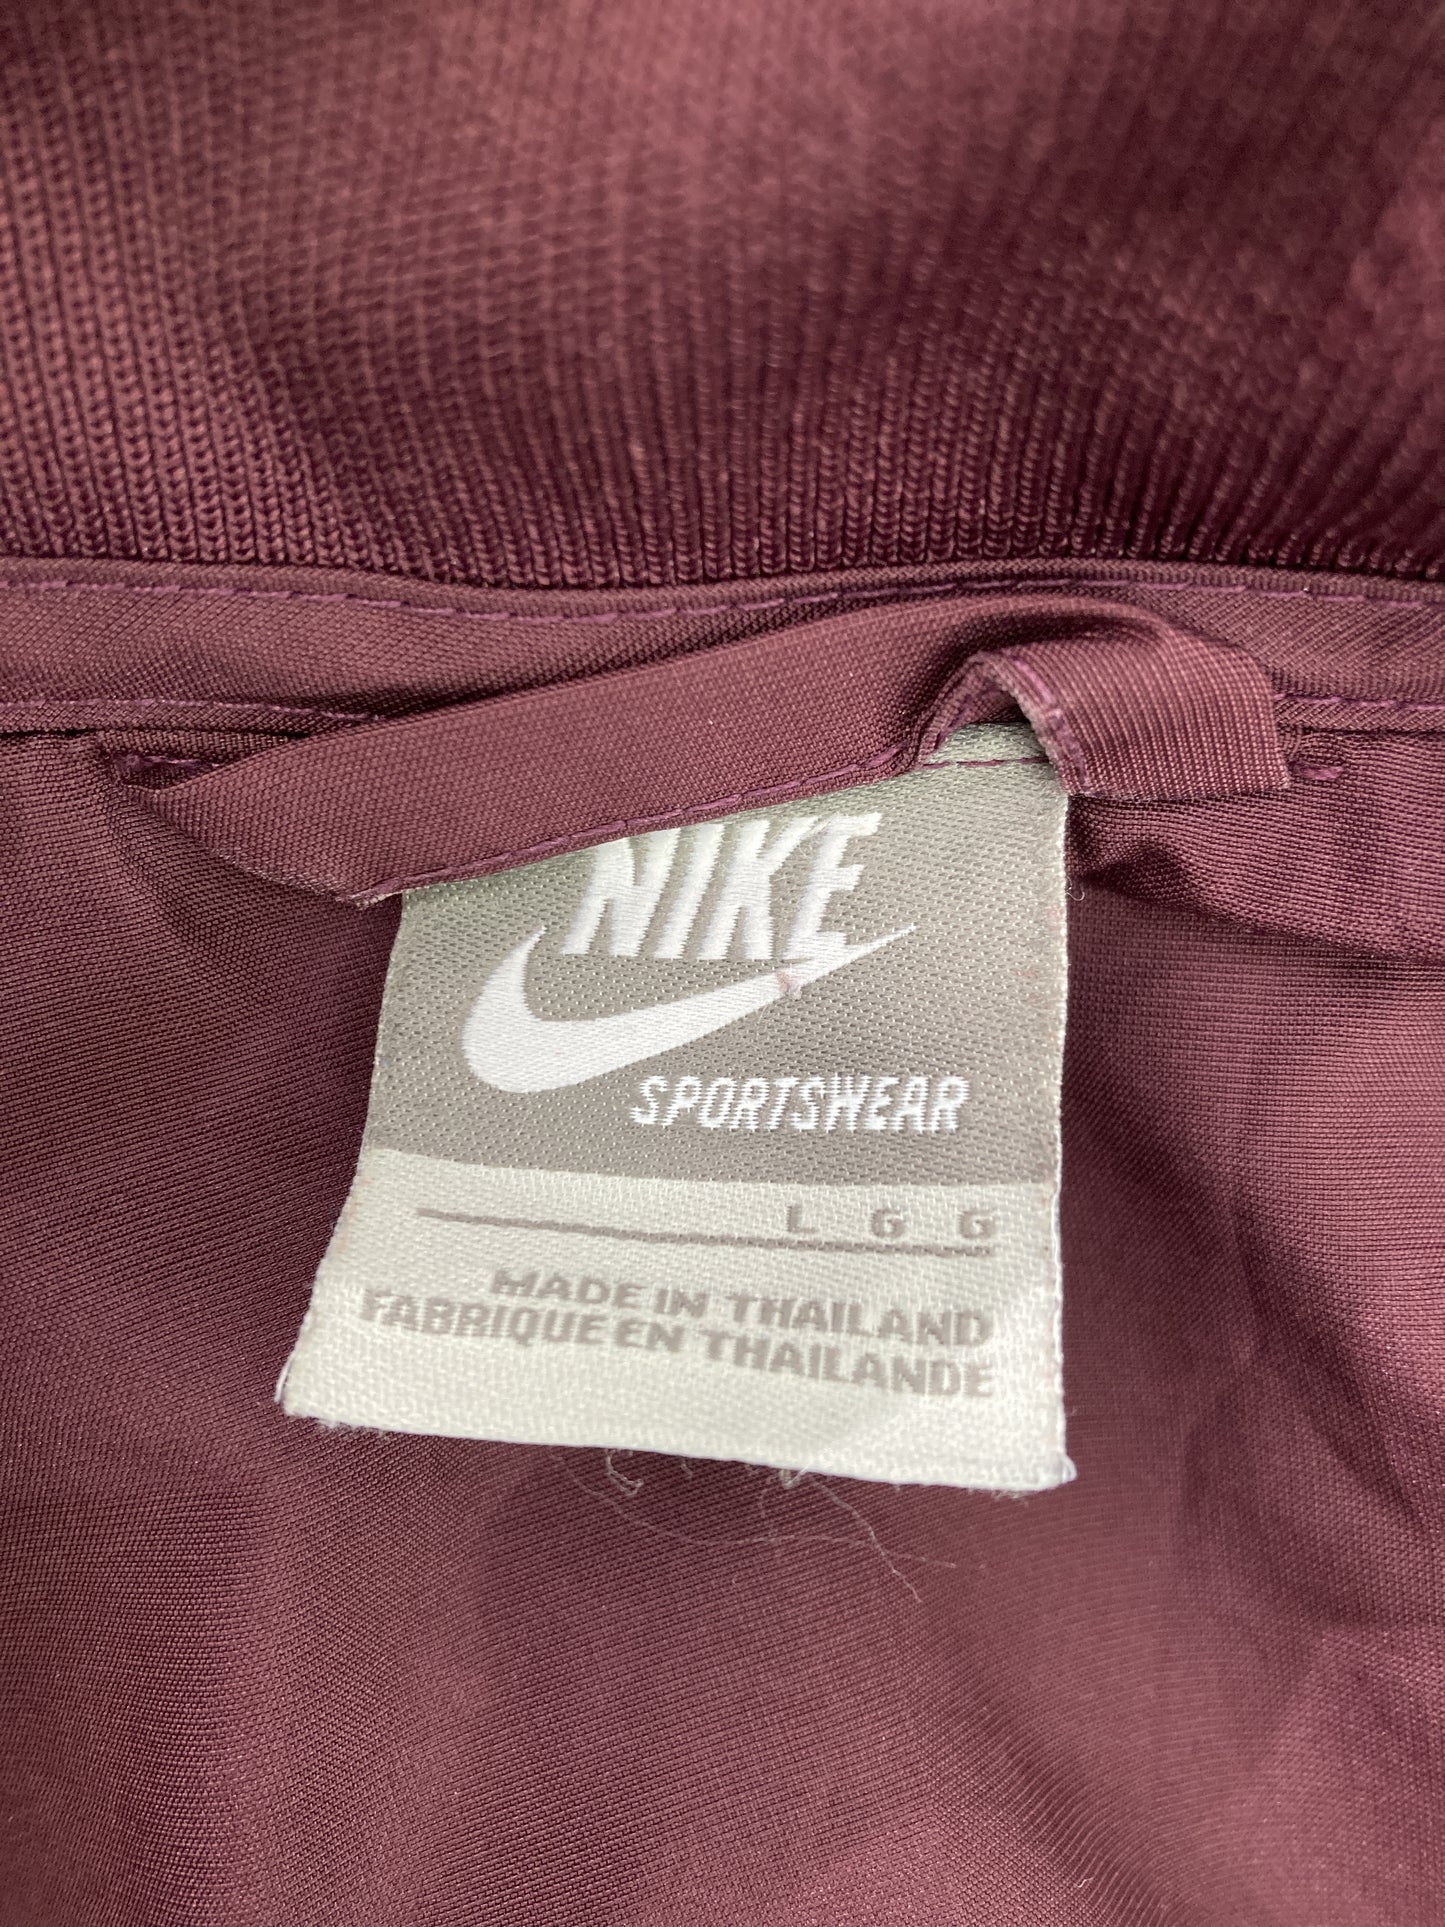 NIKE
SPORTSWEAR
L G G
MADE IN THAILAND
FABRIQUE EN THAILANDE